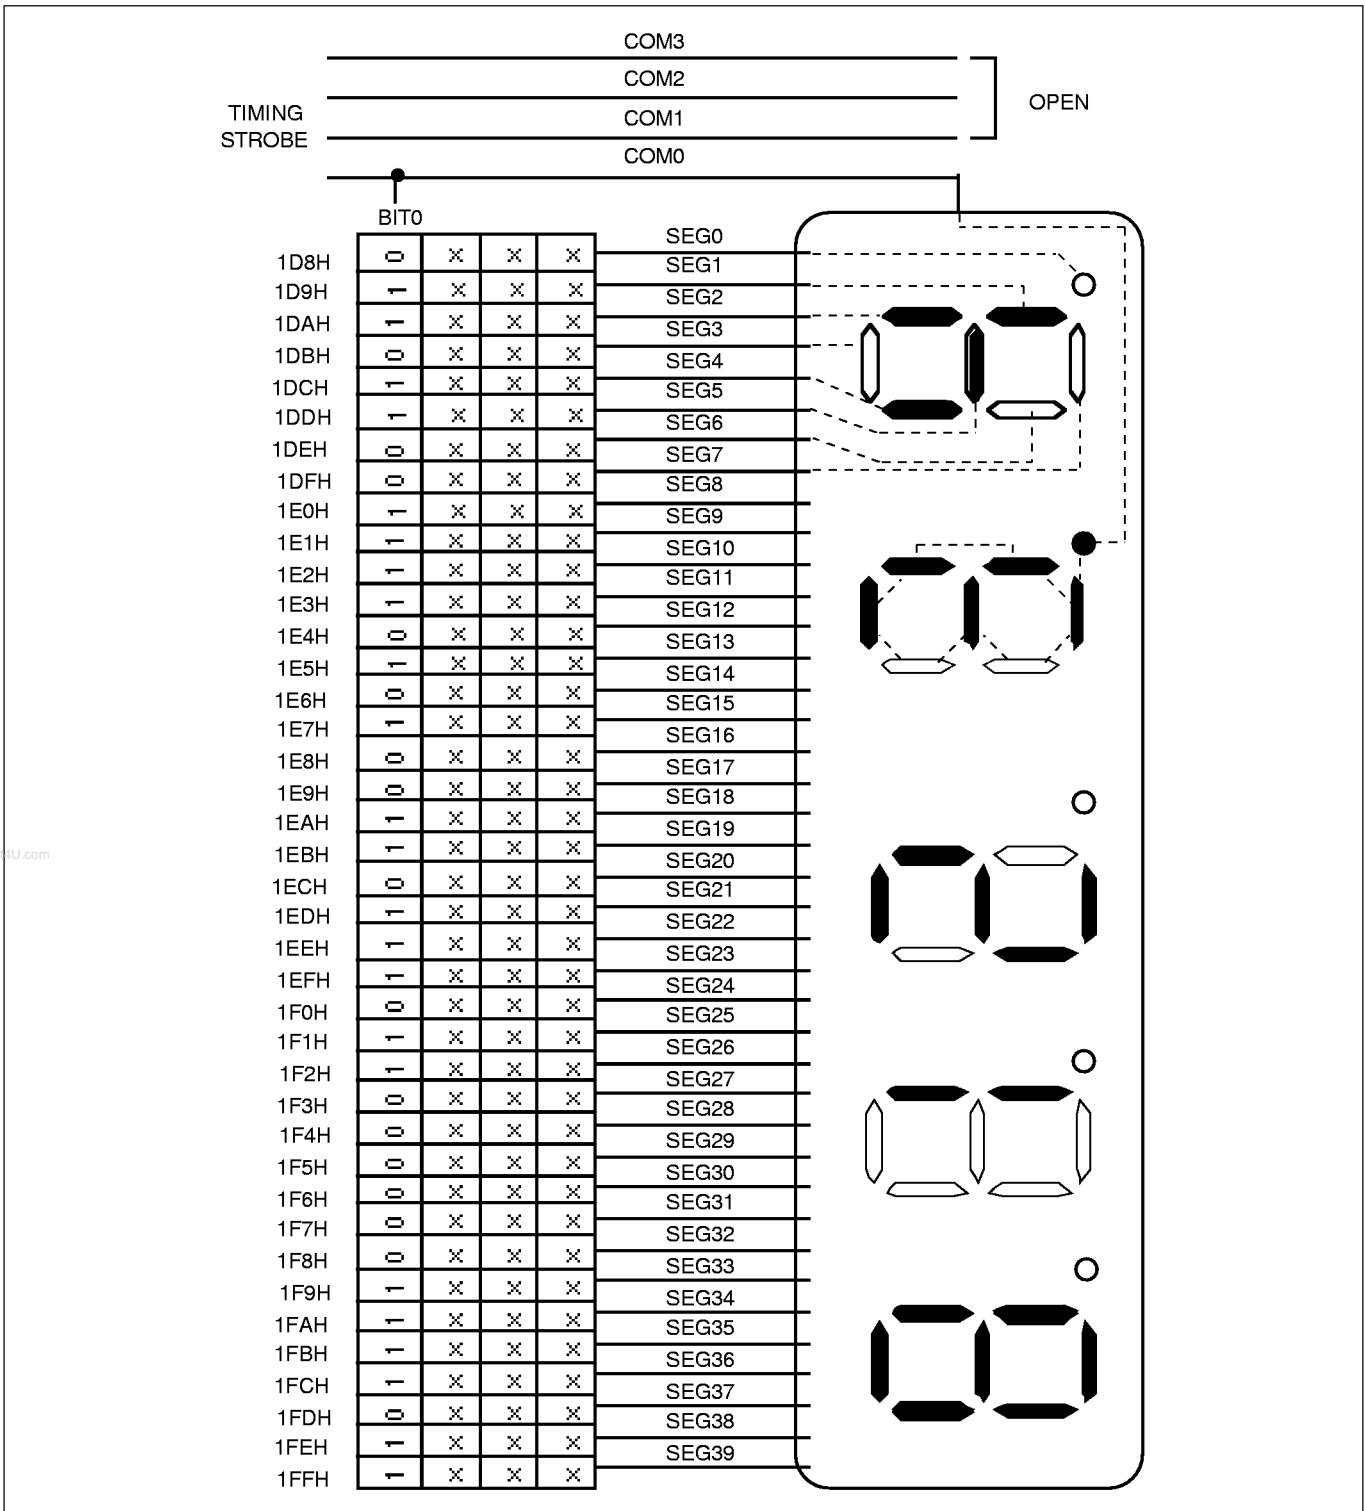 COM3
COM2
OPEN
TIMING
STROBE
COM1
COM0
BIT0
1D8H 0 X X X SEG0
1D9H 1 X X X SEG1
1DAH 1 X X X SEG2
1DBH 0 X X X SEG3
1DCH 1 X X X SEG4
1DDH 1 X X X SEG5
1DEH 0 X X X SEG6
1DFH 0 X X X SEG7
1E0H 1 X X X SEG8
1E1H 1 X X X SEG9
1E2H 1 X X X SEG10
1E3H 1 X X X SEG11
1E4H 0 X X X SEG12
1E5H 1 X X X SEG13
1E6H 0 X X X SEG14
1E7H 1 X X X SEG15
1E8H 0 X X X SEG16
1E9H 0 X X X SEG17
1EAH 1 X X X SEG18
1EBH 1 X X X SEG19
1ECH 0 X X X SEG20
1EDH 1 X X X SEG21
1EEH 1 X X X SEG22
1EFH 1 X X X SEG23
1F0H 0 X X X SEG24
1F1H 1 X X X SEG25
1F2H 1 X X X SEG26
1F3H 0 X X X SEG27
1F4H 0 X X X SEG28
1F5H 0 X X X SEG29
1F6H 0 X X X SEG30
1F7H 0 X X X SEG31
1F8H 0 X X X SEG32
1F9H 1 X X X SEG33
1FAH 1 X X X SEG34
1FBH 1 X X X SEG35
1FCH 1 X X X SEG36
1FDH 0 X X X SEG37
1FEH 1 X X X SEG38
1FFH 1 X X X SEG39
t4U.com